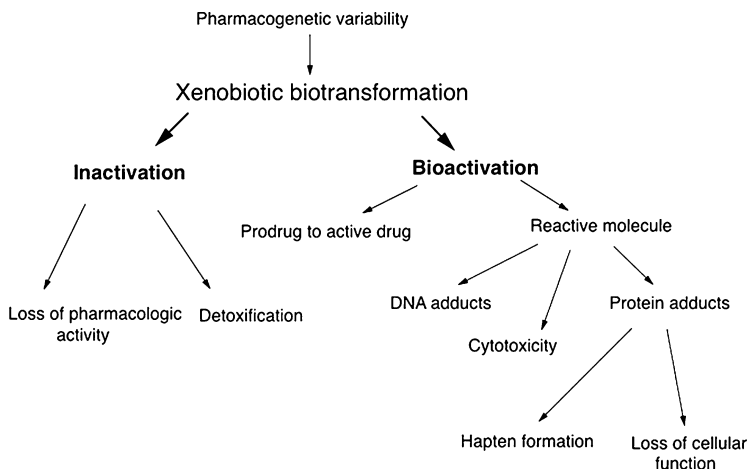 Pharmacogenetic variability
Xenobiotic biotransformation
Inactivation
Bioactivation
Prodrug to active drug
Reactive molecule
Loss of pharmacologic
activity
Detoxification
DNA adducts
Cytotoxicity
Protein adducts
Hapten formation
Loss of cellular
function